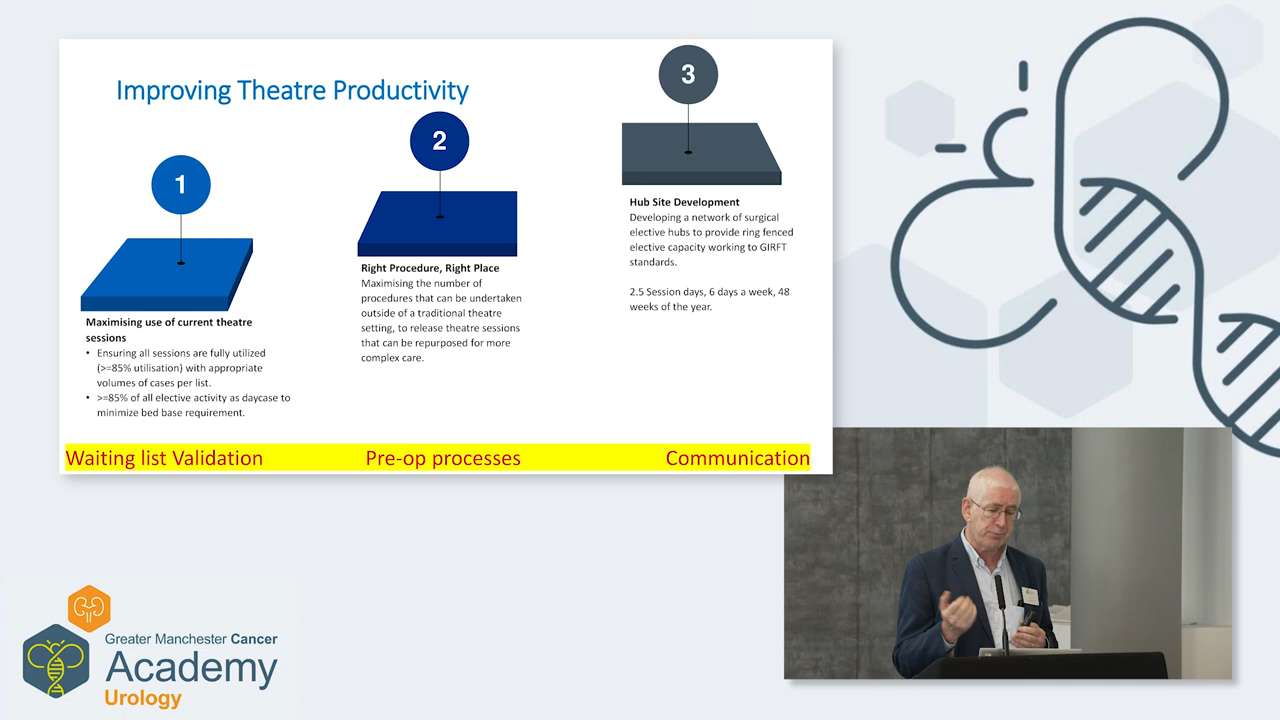 Improving Theatre Productivity
1
Maximising use of current theatre
sessions
• Ensuring all sessions are fully utilized
(>=85% utilisation) with appropriate
volumes of cases per list.
• >=85% of all elective activity as daycase to
minimize bed base requirement.
2
Right Procedure, Right Place
Maximising the number of
procedures that can be undertaken
outside of a traditional theatre
setting, to release theatre sessions
that can be repurposed for more
complex care.
3
Hub Site Development
Developing a network of surgical
elective hubs to provide ring fenced
elective capacity working to GIRFT
standards.
2.5 Session days, 6 days a week, 48
weeks of the year.
Waiting list Validation Pre-op processes Communication
Greater Manchester Cancer
Academy
Urology